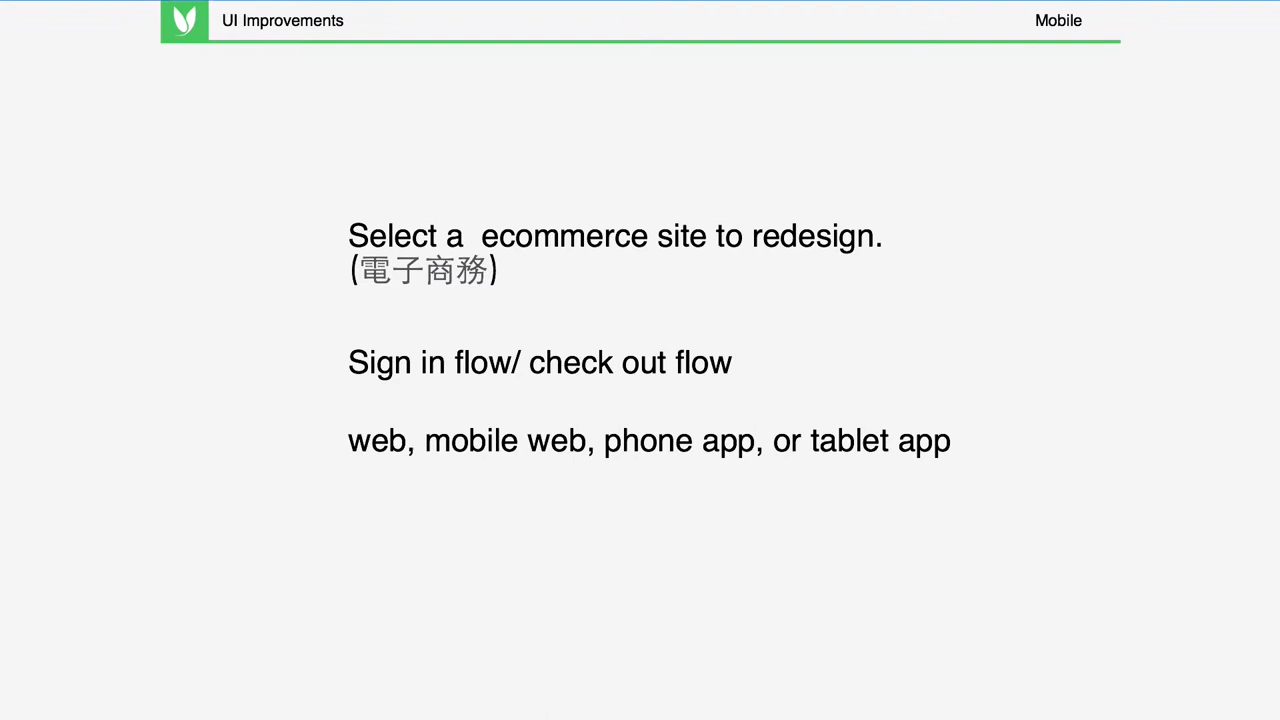 UI Improvements
Mobile
Select a  ecommerce site to redesign.
(電子商務)
Sign in flow/ check out flow
web, mobile web, phone app, or tablet app